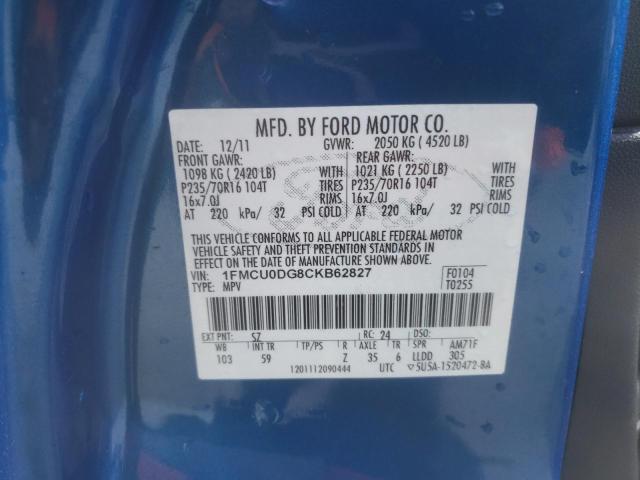 MFD. BY FORD MOTOR CO.
DATE: 12/11 GVWR: 2050 KG ( 4520 LB)
FRONT GAWR: REAR GAWR:
1098 KG ( 2420 LB) WITH 1021 KG ( 2250 LB) WITH
P235/70R16 104T TIRES P235/70R16 104T TIRES
16x7.0J RIMS 16x7.0J RIMS
AT 220 kPa/ 32 PSI COLD AT 220 kPa/ 32 PSI COLD
THIS VEHICLE CONFORMS TO ALL APPLICABLE FEDERAL MOTOR
VEHICLE SAFETY AND THEFT PREVENTION STANDARDS IN
EFFECT ON THE DATE OF MANUFACTURE SHOWN ABOVE.
VIN: 1FMCU0DG8CKB62827 F0104
TYPE: MPV T0255
EXT PNT: SZ RC: 24 DSO:
WB INT TR TP/PS R AXLE TR SPR AM71F
103 59 Z 35 6 LLDD 305
1201112090444 UTC 5U5A-1520472-BA